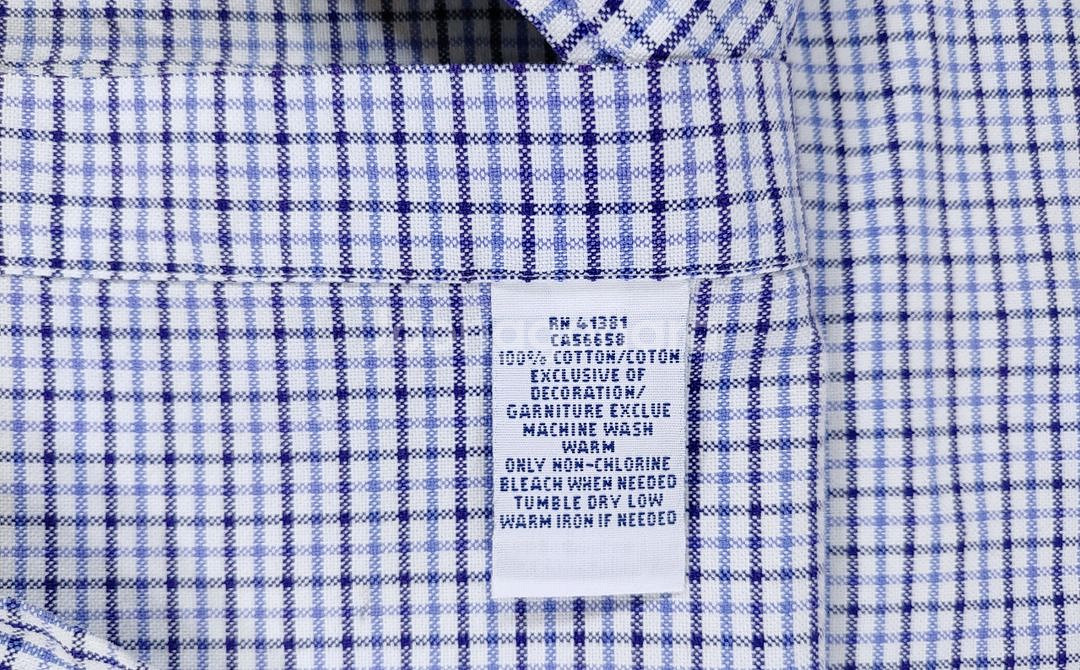 RN 41381
CA56658
100% COTTON/COTON
EXCLUSIVE OF
DECORATION/
GARNITURE EXCLUE
MACHINE WASH
WARM
ONLY NON-CHLORINE
BLEACH WHEN NEEDED
TUMBLE DRY LOW
WARM IRON IF NEEDED